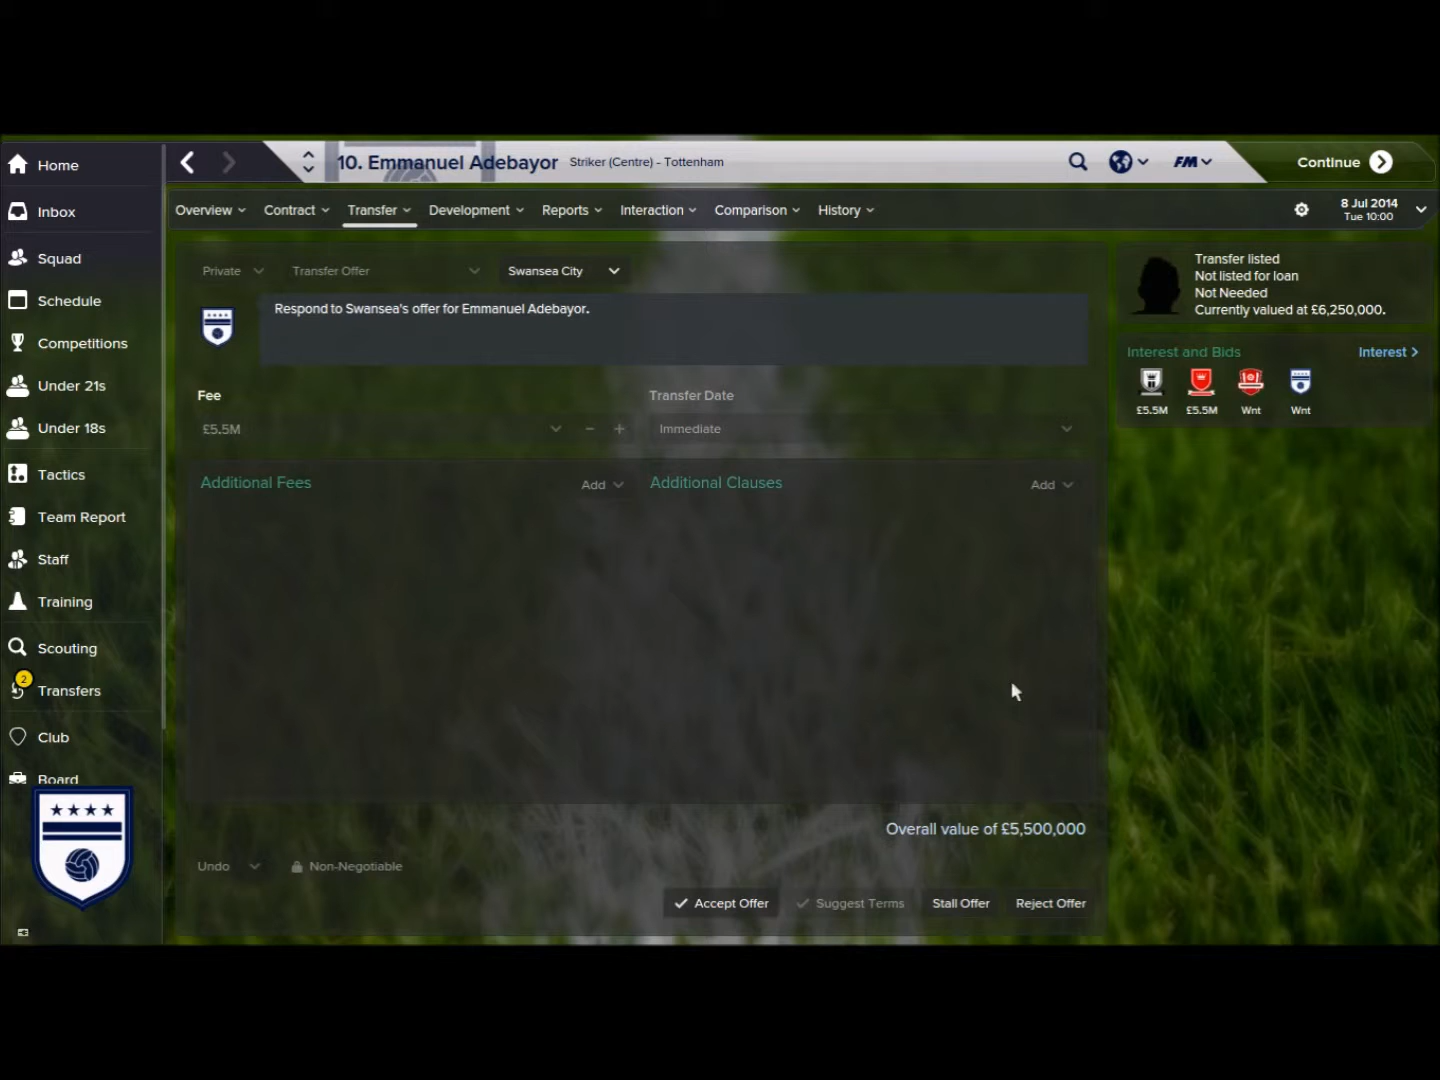 10. Emmanuel Adebayor
Striker (Centre) - Tottenham
FM
Continue
Home
Inbox
Squad
Schedule
Competitions
Under 21s
Under 18s
Tactics
Team Report
Staff
Training
Scouting
2
Transfers
Club
Board
Overview
Contract
Transfer
Development
Reports
Interaction
Comparison
History
8 Jul 2014
Tue 10:00
Private
Transfer Offer
Swansea City
Respond to Swansea's offer for Emmanuel Adebayor.
Fee
Transfer Date
£5.5M
Immediate
Additional Fees
Add
Additional Clauses
Add
Overall value of £5,500,000
Undo
Non-Negotiable
Accept Offer
Suggest Terms
Stall Offer
Reject Offer
Transfer listed
Not listed for loan
Not Needed
Currently valued at £6,250,000.
Interest and Bids
Interest
£5.5M
£5.5M
Wnt
Wnt